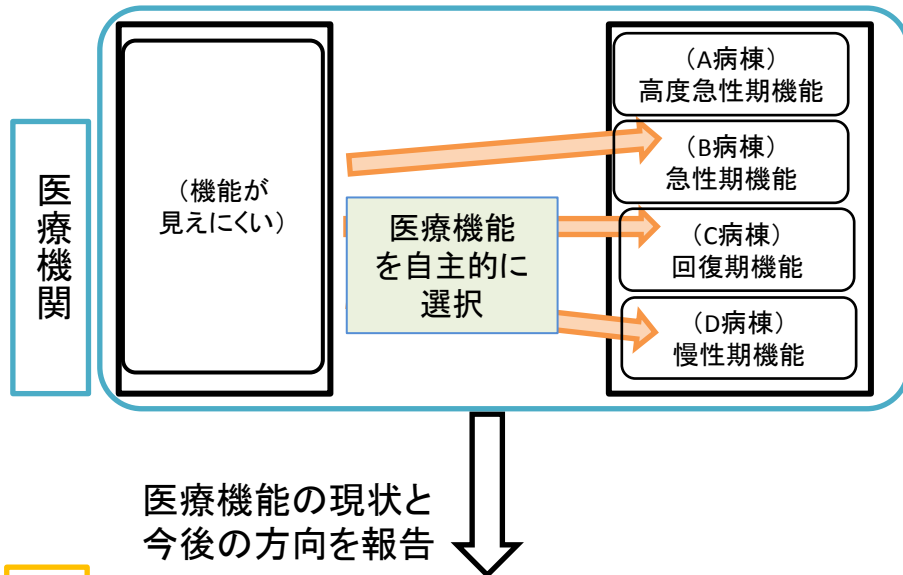 医療機関
(機能が
見えにくい)
医療機能
を自主的に
選択
(A病棟)
高度急性期機能
(B病棟)
急性期機能
(C病棟)
回復期機能
(D病棟)
慢性期機能
医療機能の現状と
今後の方向を報告